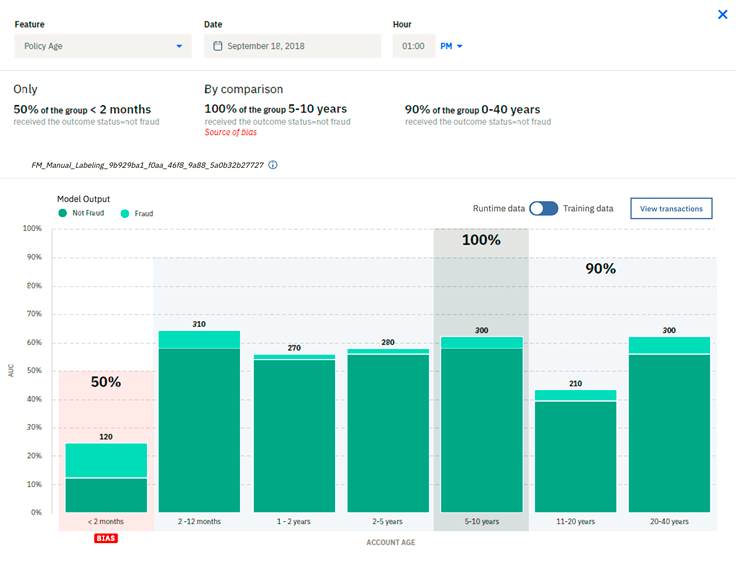 Feature
Date
Hour
Policy Age
September 18, 2018
01:00
PM
Only
By comparison
50% of the group < 2 months
100% of the group 5-10 years
90% of the group 0-40 years
received the outcome status=not fraud
received the outcome status=not fraud
received the outcome status=not fraud
Source of bias
FM_Manual_Labeling_9b929ba1_f0aa_46f8_9a88_5a0b32b27727
Model Output
Not Fraud
Fraud
Runtime data
Training data
View transactions
100%
90%
80%
70%
60%
50%
40%
30%
20%
10%
0%
AUC
100%
90%
50%
120
310
270
280
300
210
300
< 2 months
2 -12 months
1 - 2 years
2-5 years
5-10 years
11-20 years
20-40 years
BIAS
ACCOUNT AGE